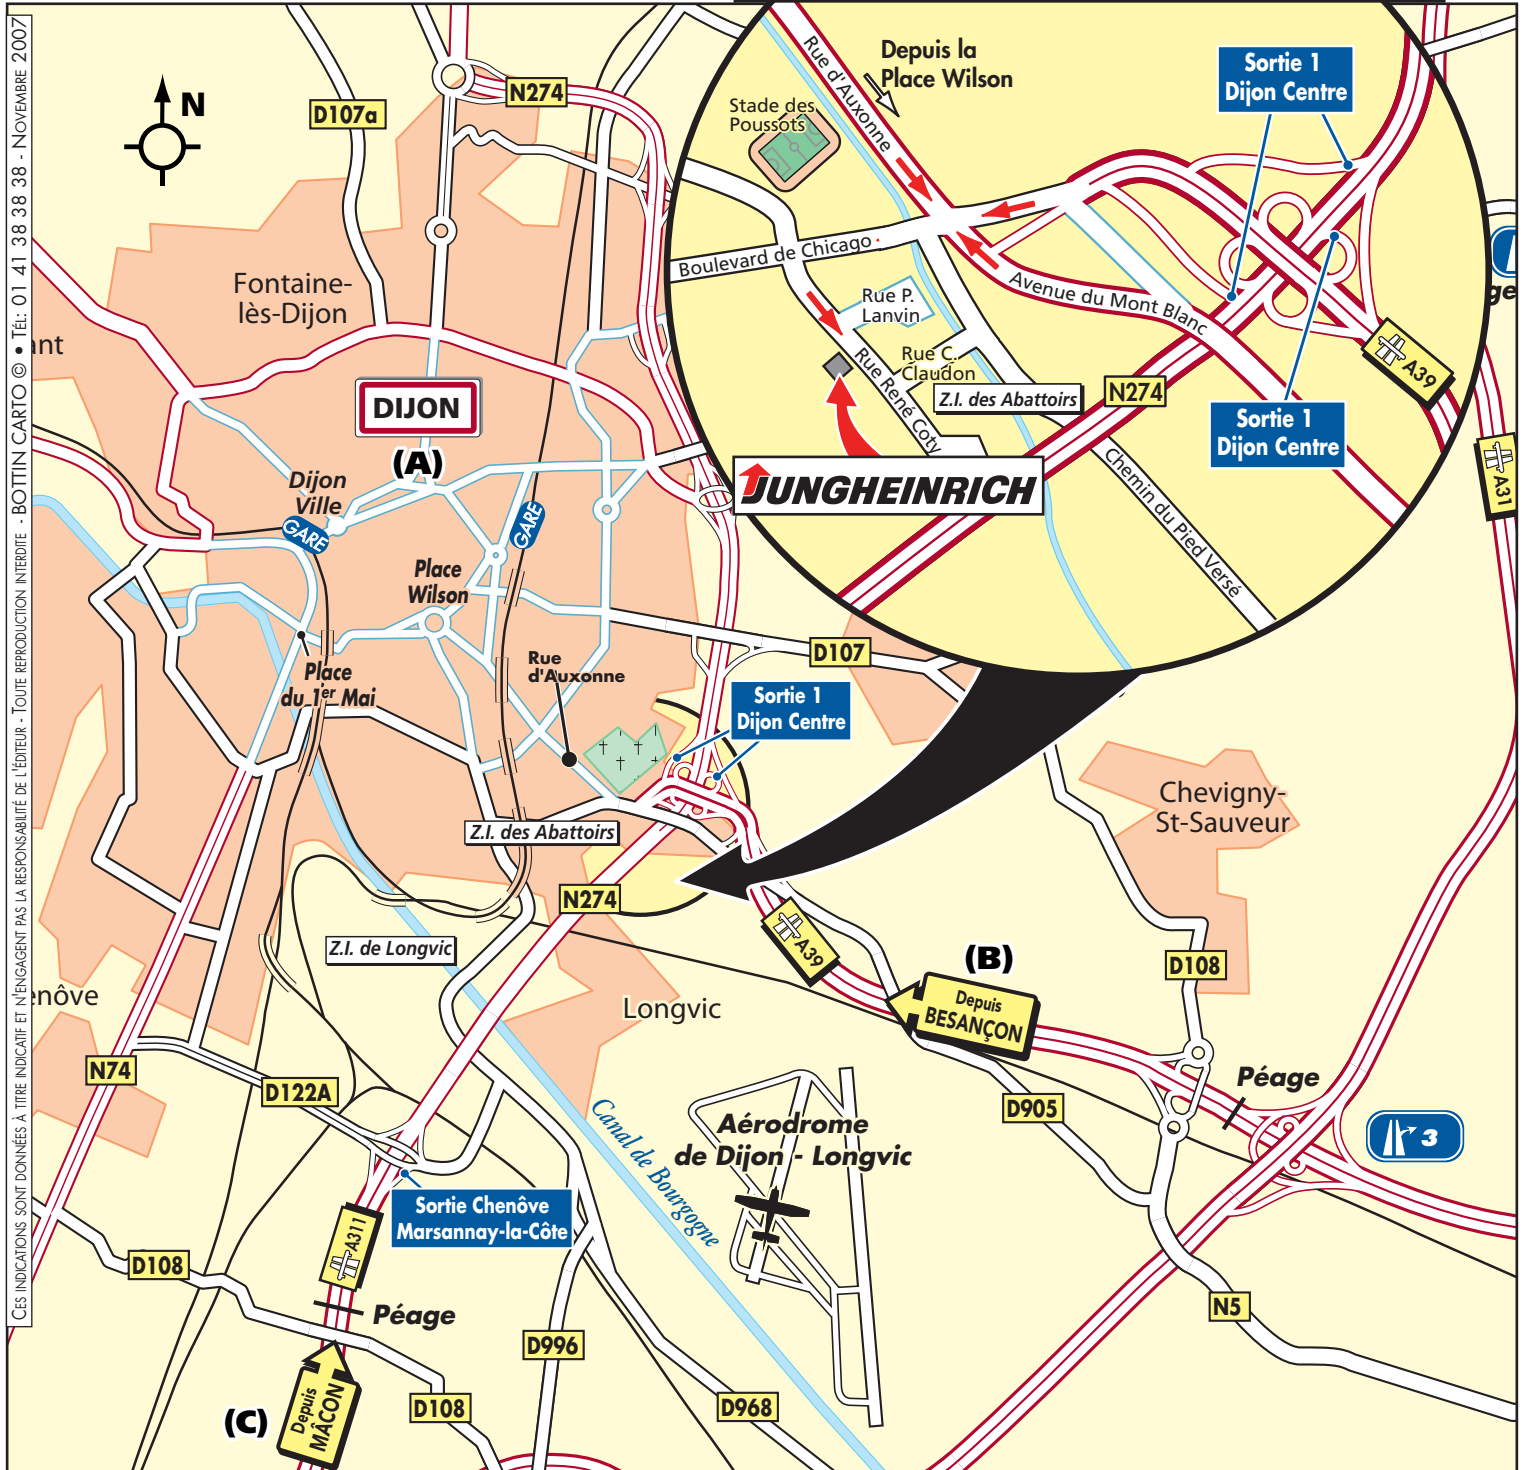 CES INDICATIONS SONT DONNÉES À TITRE INDICATIF ET N'ENGAGENT PAS LA RESPONSABILITÉ DE L'ÉDITEUR - TOUTE REPRODUCTION INTERDITE - BOTTIN CARTO © • TÉL: 01 41 38 38 38 - NOVEMBRE 2007
N
D107a
N274
Fontaine-
lès-Dijon
ant
DIJON
(A)
Dijon
Ville
GARE
GARE
Place
Wilson
Place
du 1er Mai
Rue
d'Auxonne
D107
Sortie 1
Dijon Centre
Z.I. des Abattoirs
N274
Z.I. de Longvic
Longvic
enôve
N74
D122A
Sortie Chenôve
Marsannay-la-Côte
A311
D108
Péage
Depuis
MÂCON
(C)
D108
D996
D968
Canal de Bourgogne
Aérodrome
de Dijon - Longvic
A39
(B)
Depuis
BESANÇON
D905
D108
Péage
3
N5
Chevigny-
St-Sauveur
A31
ge
Depuis la
Place Wilson
Rue d'Auxonne
Stade des
Poussots
Sortie 1
Dijon Centre
Boulevard de Chicago
Avenue du Mont Blanc
Rue P.
Lanvin
Rue C.
Claudon
Rue René Coty
Z.I. des Abattoirs
N274
A39
Sortie 1
Dijon Centre
Chemin du Pied Versé
JUNGHEINRICH